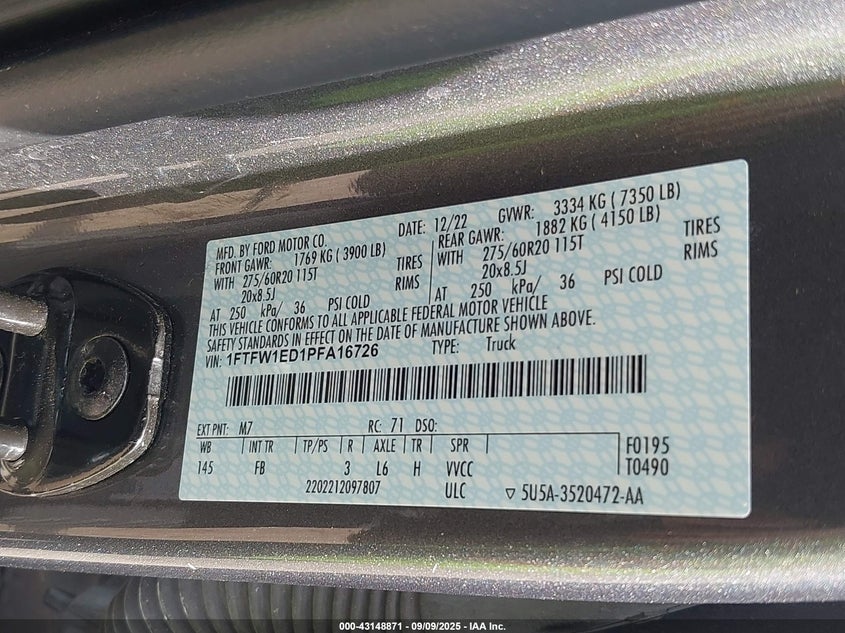 MFD. BY FORD MOTOR CO. DATE: 12/22 GVWR: 3334 KG ( 7350 LB)
FRONT GAWR: 1769 KG ( 3900 LB) REAR GAWR: 1882 KG ( 4150 LB)
WITH 275/60R20 115T TIRES WITH 275/60R20 115T TIRES
20x8.5J RIMS 20x8.5J RIMS
AT 250 kPa/ 36 PSI COLD AT 250 kPa/ 36 PSI COLD
THIS VEHICLE CONFORMS TO ALL APPLICABLE FEDERAL MOTOR VEHICLE
SAFETY STANDARDS IN EFFECT ON THE DATE OF MANUFACTURE SHOWN ABOVE.
VIN: 1FTFW1ED1PFA16726 TYPE: Truck
EXT PNT: M7 RC: 71 DSO:
WB INT TR TP/PS R AXLE TR SPR F0195
145 FB 3 L6 H VVCC T0490
2202212097807 ULC ▽ 5U5A-3520472-AA
000-43148871 - 09/09/2025 - IAA Inc.